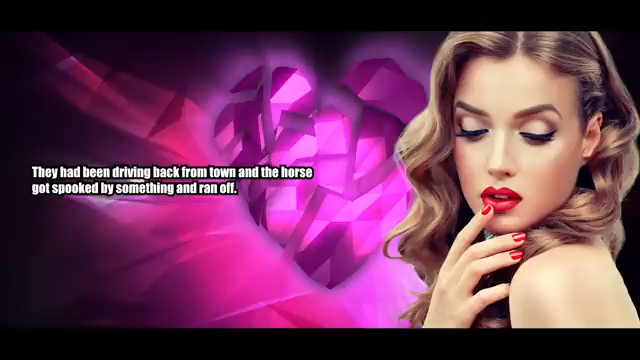 They had been driving back from town and the horse
got spooked by something and ran off.